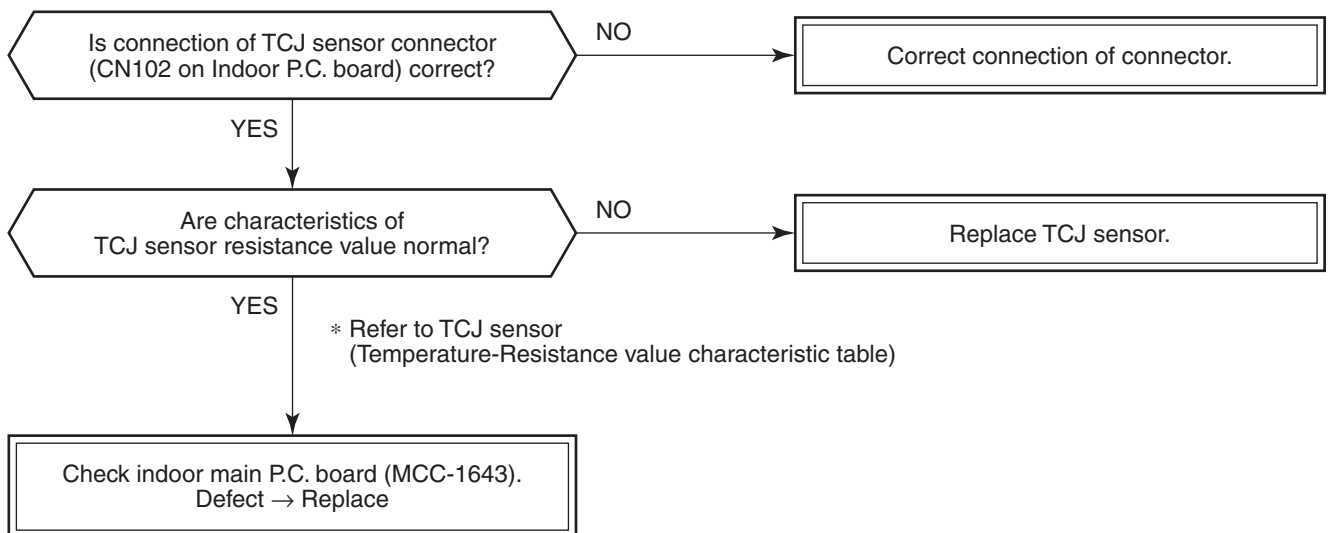 Is connection of TCJ sensor connector
(CN102 on Indoor P.C. board) correct?
NO
Correct connection of connector.
YES
Are characteristics of
TCJ sensor resistance value normal?
NO
Replace TCJ sensor.
YES
* Refer to TCJ sensor
(Temperature-Resistance value characteristic table)
Check indoor main P.C. board (MCC-1643).
Defect → Replace